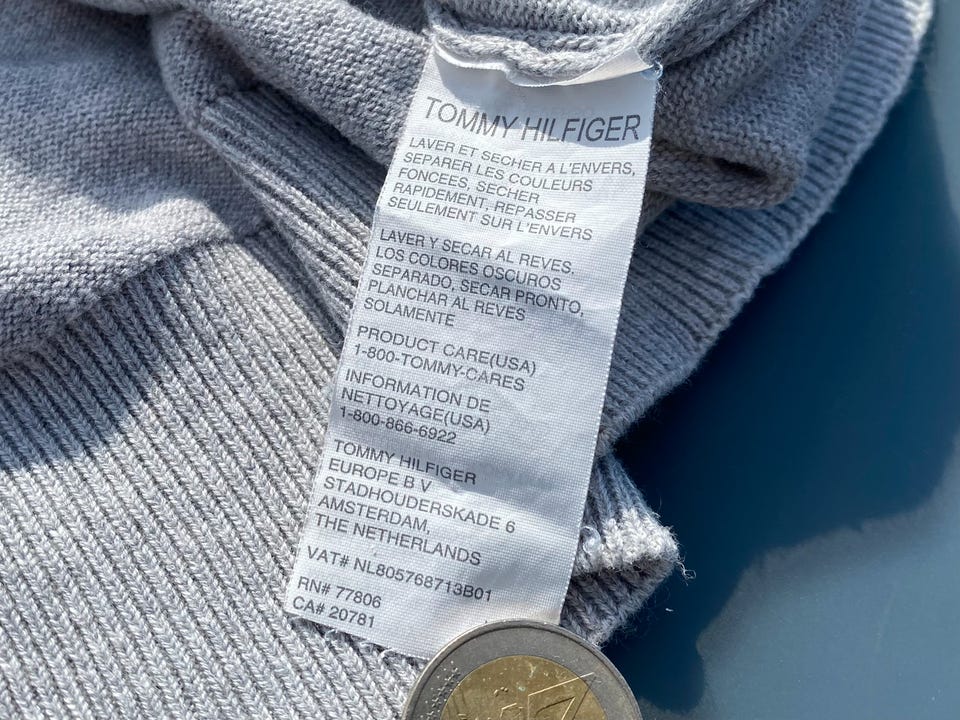 TOMMY HILFIGER
LAVER ET SECHER A L'ENVERS,
SEPARER LES COULEURS
FONCEES, SECHER
RAPIDEMENT, REPASSER
SEULEMENT SUR L'ENVERS
LAVER Y SECAR AL REVES.
LOS COLORES OSCUROS
SEPARADO, SECAR PRONTO,
PLANCHAR AL REVES
SOLAMENTE
PRODUCT CARE(USA)
1-800-TOMMY-CARES
INFORMATION DE
NETTOYAGE(USA)
1-800-866-6922
TOMMY HILFIGER
EUROPE B V
STADHOUDERSKADE 6
AMSTERDAM,
THE NETHERLANDS
VAT# NL805768713B01
RN# 77806
CA# 20781